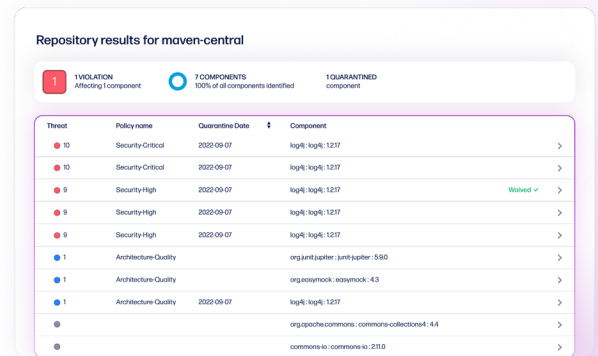 Repository results for maven-central
1
1 VIOLATION
Affecting 1 component
7 COMPONENTS
100% of all components identified
1 QUARANTINED
component
Threat Policy name Quarantine Date Component
10 Security-Critical 2022-09-07 log4j : log4j : 1.2.17
10 Security-Critical 2022-09-07 log4j : log4j : 1.2.17
9 Security-High 2022-09-07 log4j : log4j : 1.2.17 Waived ✓
9 Security-High 2022-09-07 log4j : log4j : 1.2.17
9 Security-High 2022-09-07 log4j : log4j : 1.2.17
1 Architecture-Quality org.junit.jupiter : junit-jupiter : 5.9.0
1 Architecture-Quality org.easymock : easymock : 4.3
1 Architecture-Quality 2022-09-07 log4j : log4j : 1.2.17
org.apache.commons : commons-collections4 : 4.4
commons-io : commons-io : 2.11.0